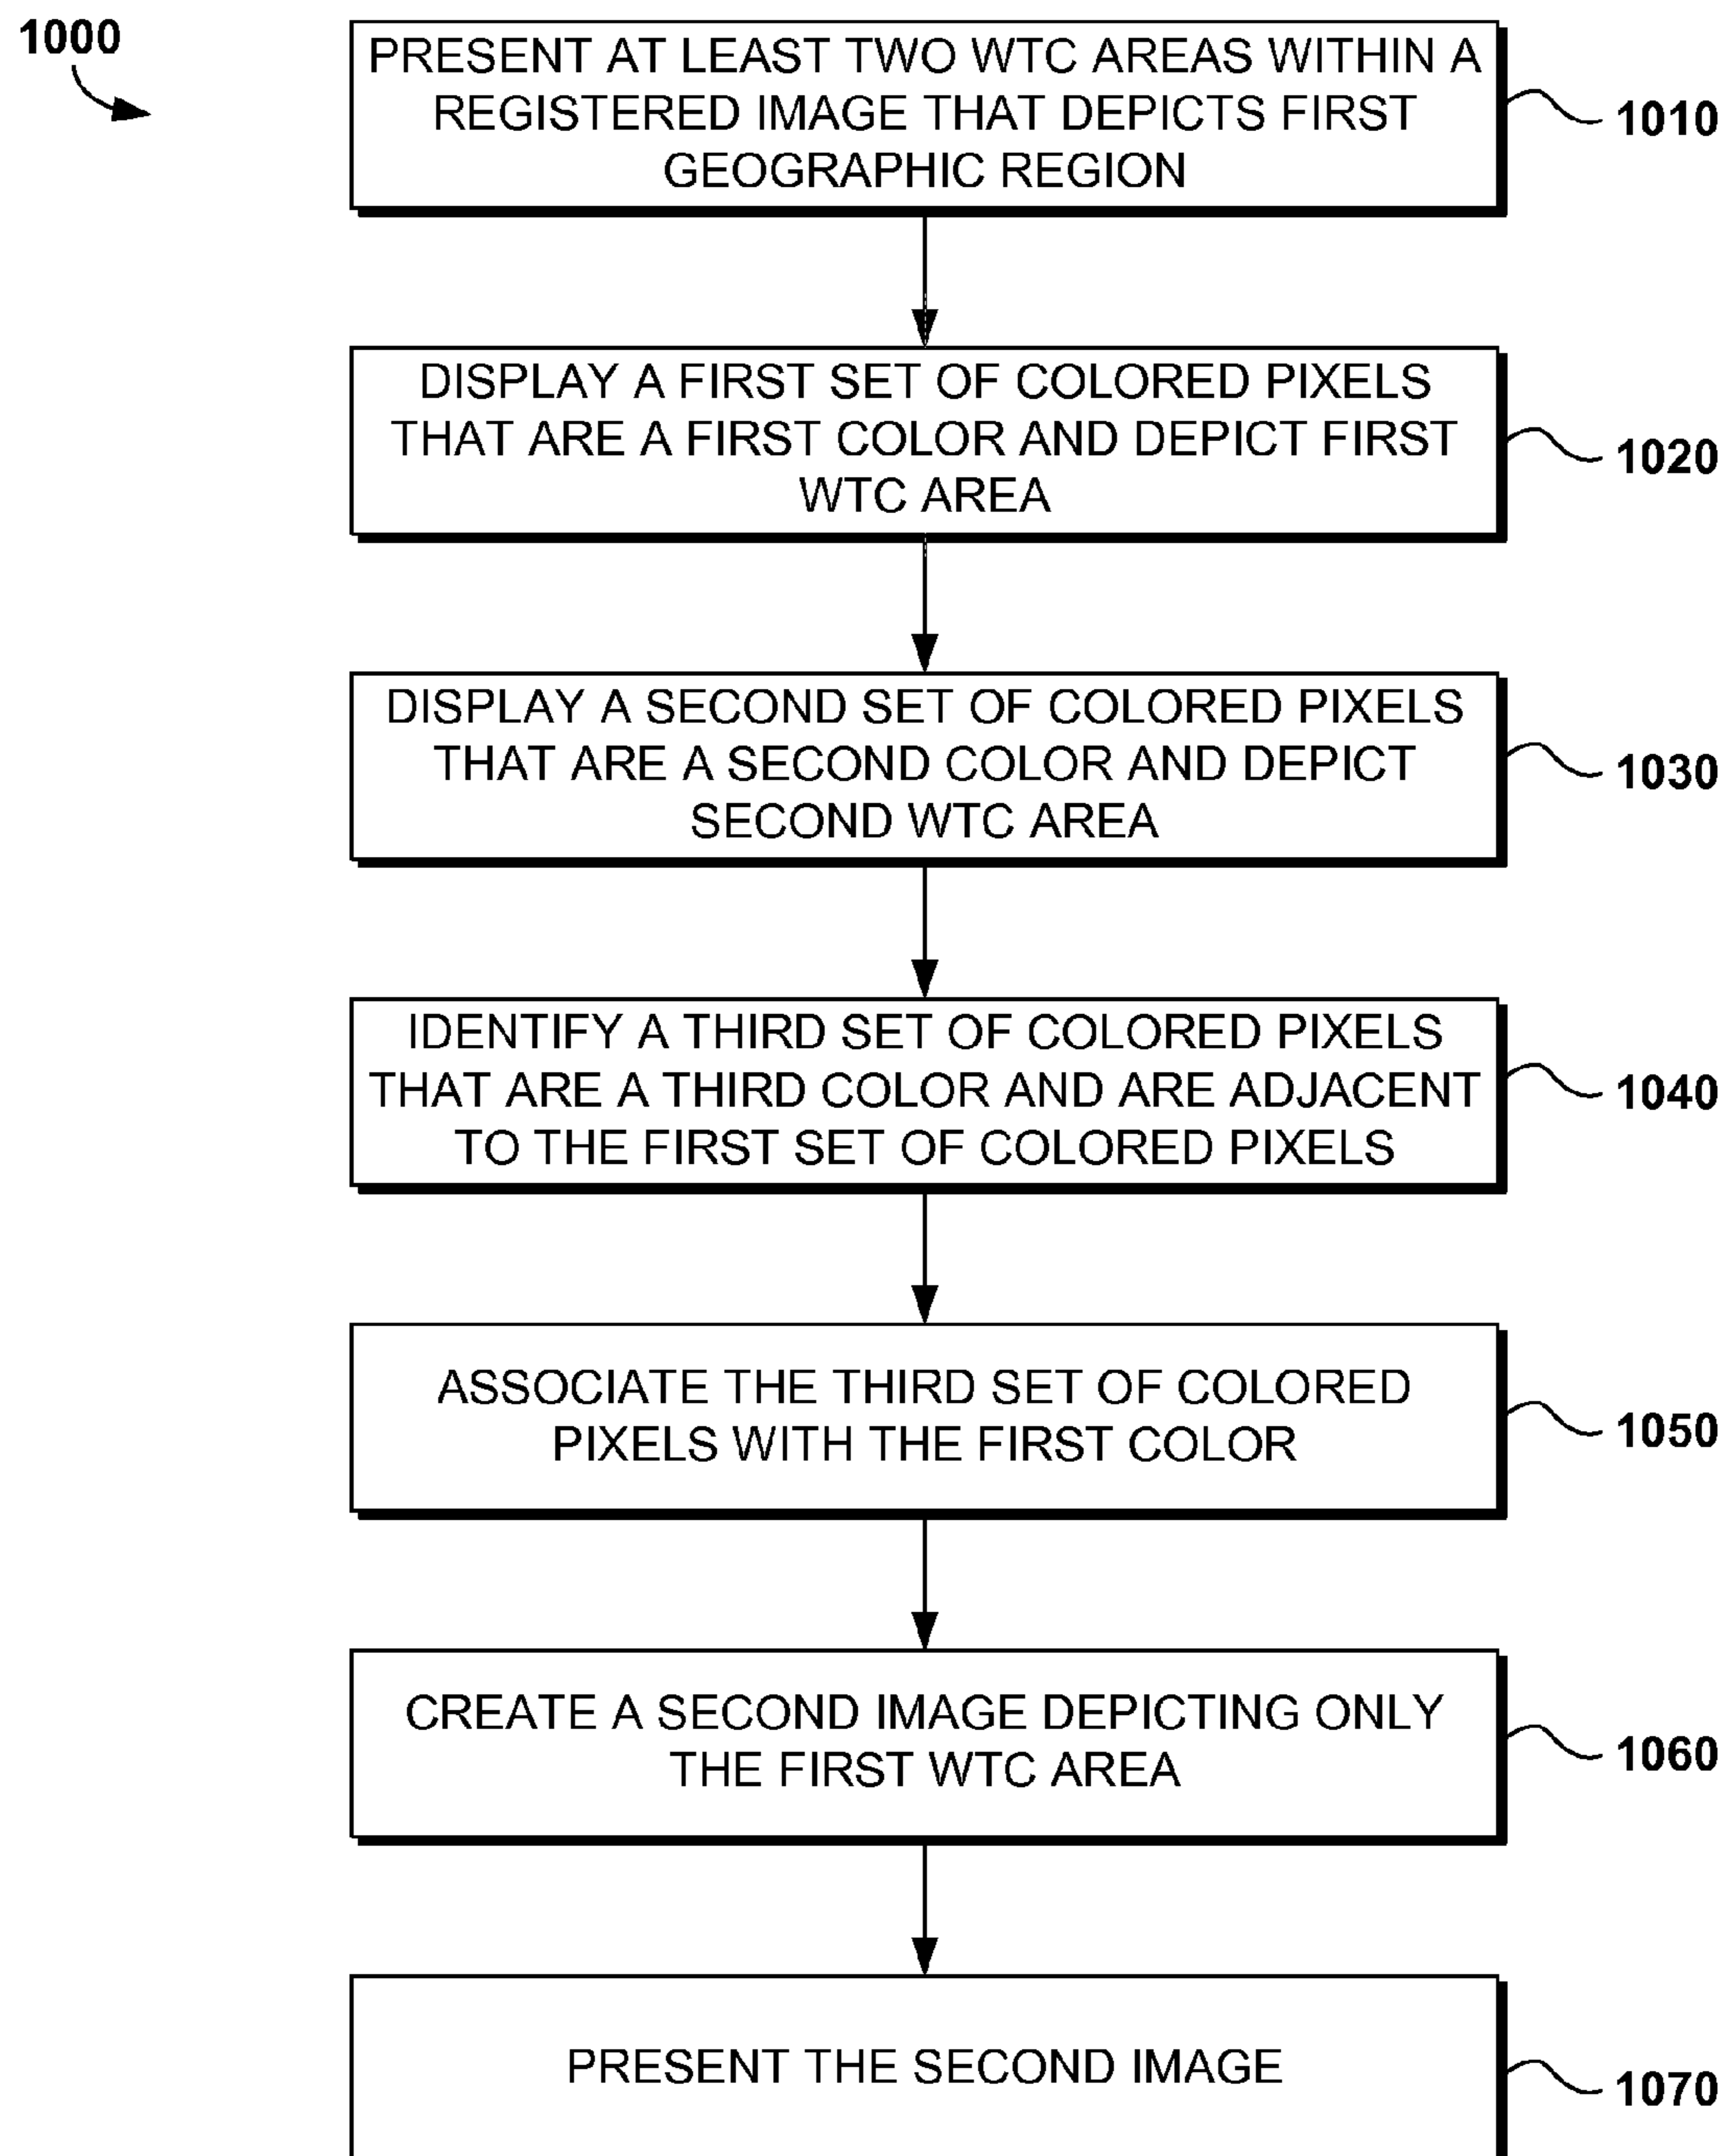 1000
PRESENT AT LEAST TWO WTC AREAS WITHIN A
REGISTERED IMAGE THAT DEPICTS FIRST
GEOGRAPHIC REGION
1010
DISPLAY A FIRST SET OF COLORED PIXELS
THAT ARE A FIRST COLOR AND DEPICT FIRST
WTC AREA
1020
DISPLAY A SECOND SET OF COLORED PIXELS
THAT ARE A SECOND COLOR AND DEPICT
SECOND WTC AREA
1030
IDENTIFY A THIRD SET OF COLORED PIXELS
THAT ARE A THIRD COLOR AND ARE ADJACENT
TO THE FIRST SET OF COLORED PIXELS
1040
ASSOCIATE THE THIRD SET OF COLORED
PIXELS WITH THE FIRST COLOR
1050
CREATE A SECOND IMAGE DEPICTING ONLY
THE FIRST WTC AREA
1060
PRESENT THE SECOND IMAGE
1070